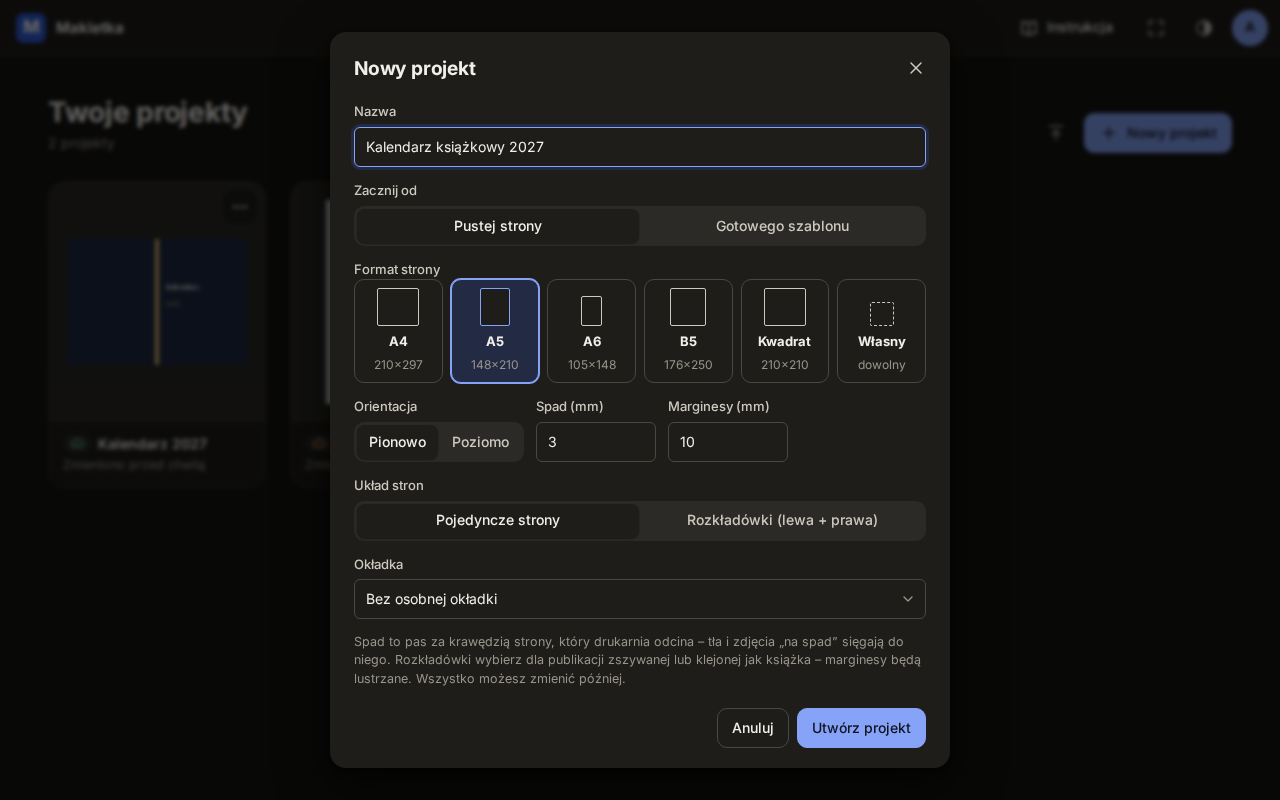 M Makietka
Instrukcja
A
Twoje projekty
2 projekty
Nowy projekt
Kalendarz 2027
Zmieniono przed chwilą
Nowy projekt
Nazwa
Kalendarz książkowy 2027
Zacznij od
Pustej strony
Gotowego szablonu
Format strony
A4
210×297
A5
148×210
A6
105×148
B5
176×250
Kwadrat
210×210
Własny
dowolny
Orientacja
Pionowo
Poziomo
Spad (mm)
3
Marginesy (mm)
10
Układ stron
Pojedyncze strony
Rozkładówki (lewa + prawa)
Okładka
Bez osobnej okładki
Spad to pas za krawędzią strony, który drukarnia odcina – tła i zdjęcia „na spad” sięgają do
niego. Rozkładówki wybierz dla publikacji zszywanej lub klejonej jak książka – marginesy będą
lustrzane. Wszystko możesz zmienić później.
Anuluj
Utwórz projekt